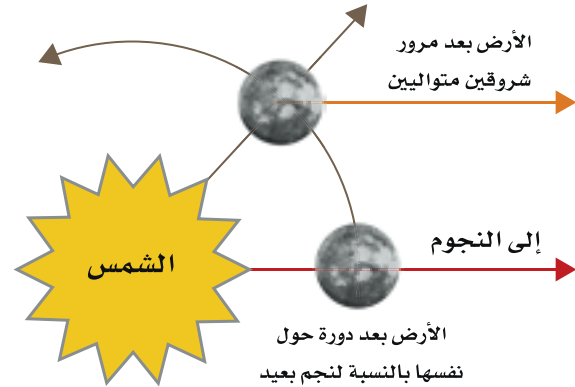 الأرض بعد مرور
شروقين متواليين
إلى النجوم
الشمس
الأرض بعد دورة حول
نفسها بالنسبة لنجم بعيد